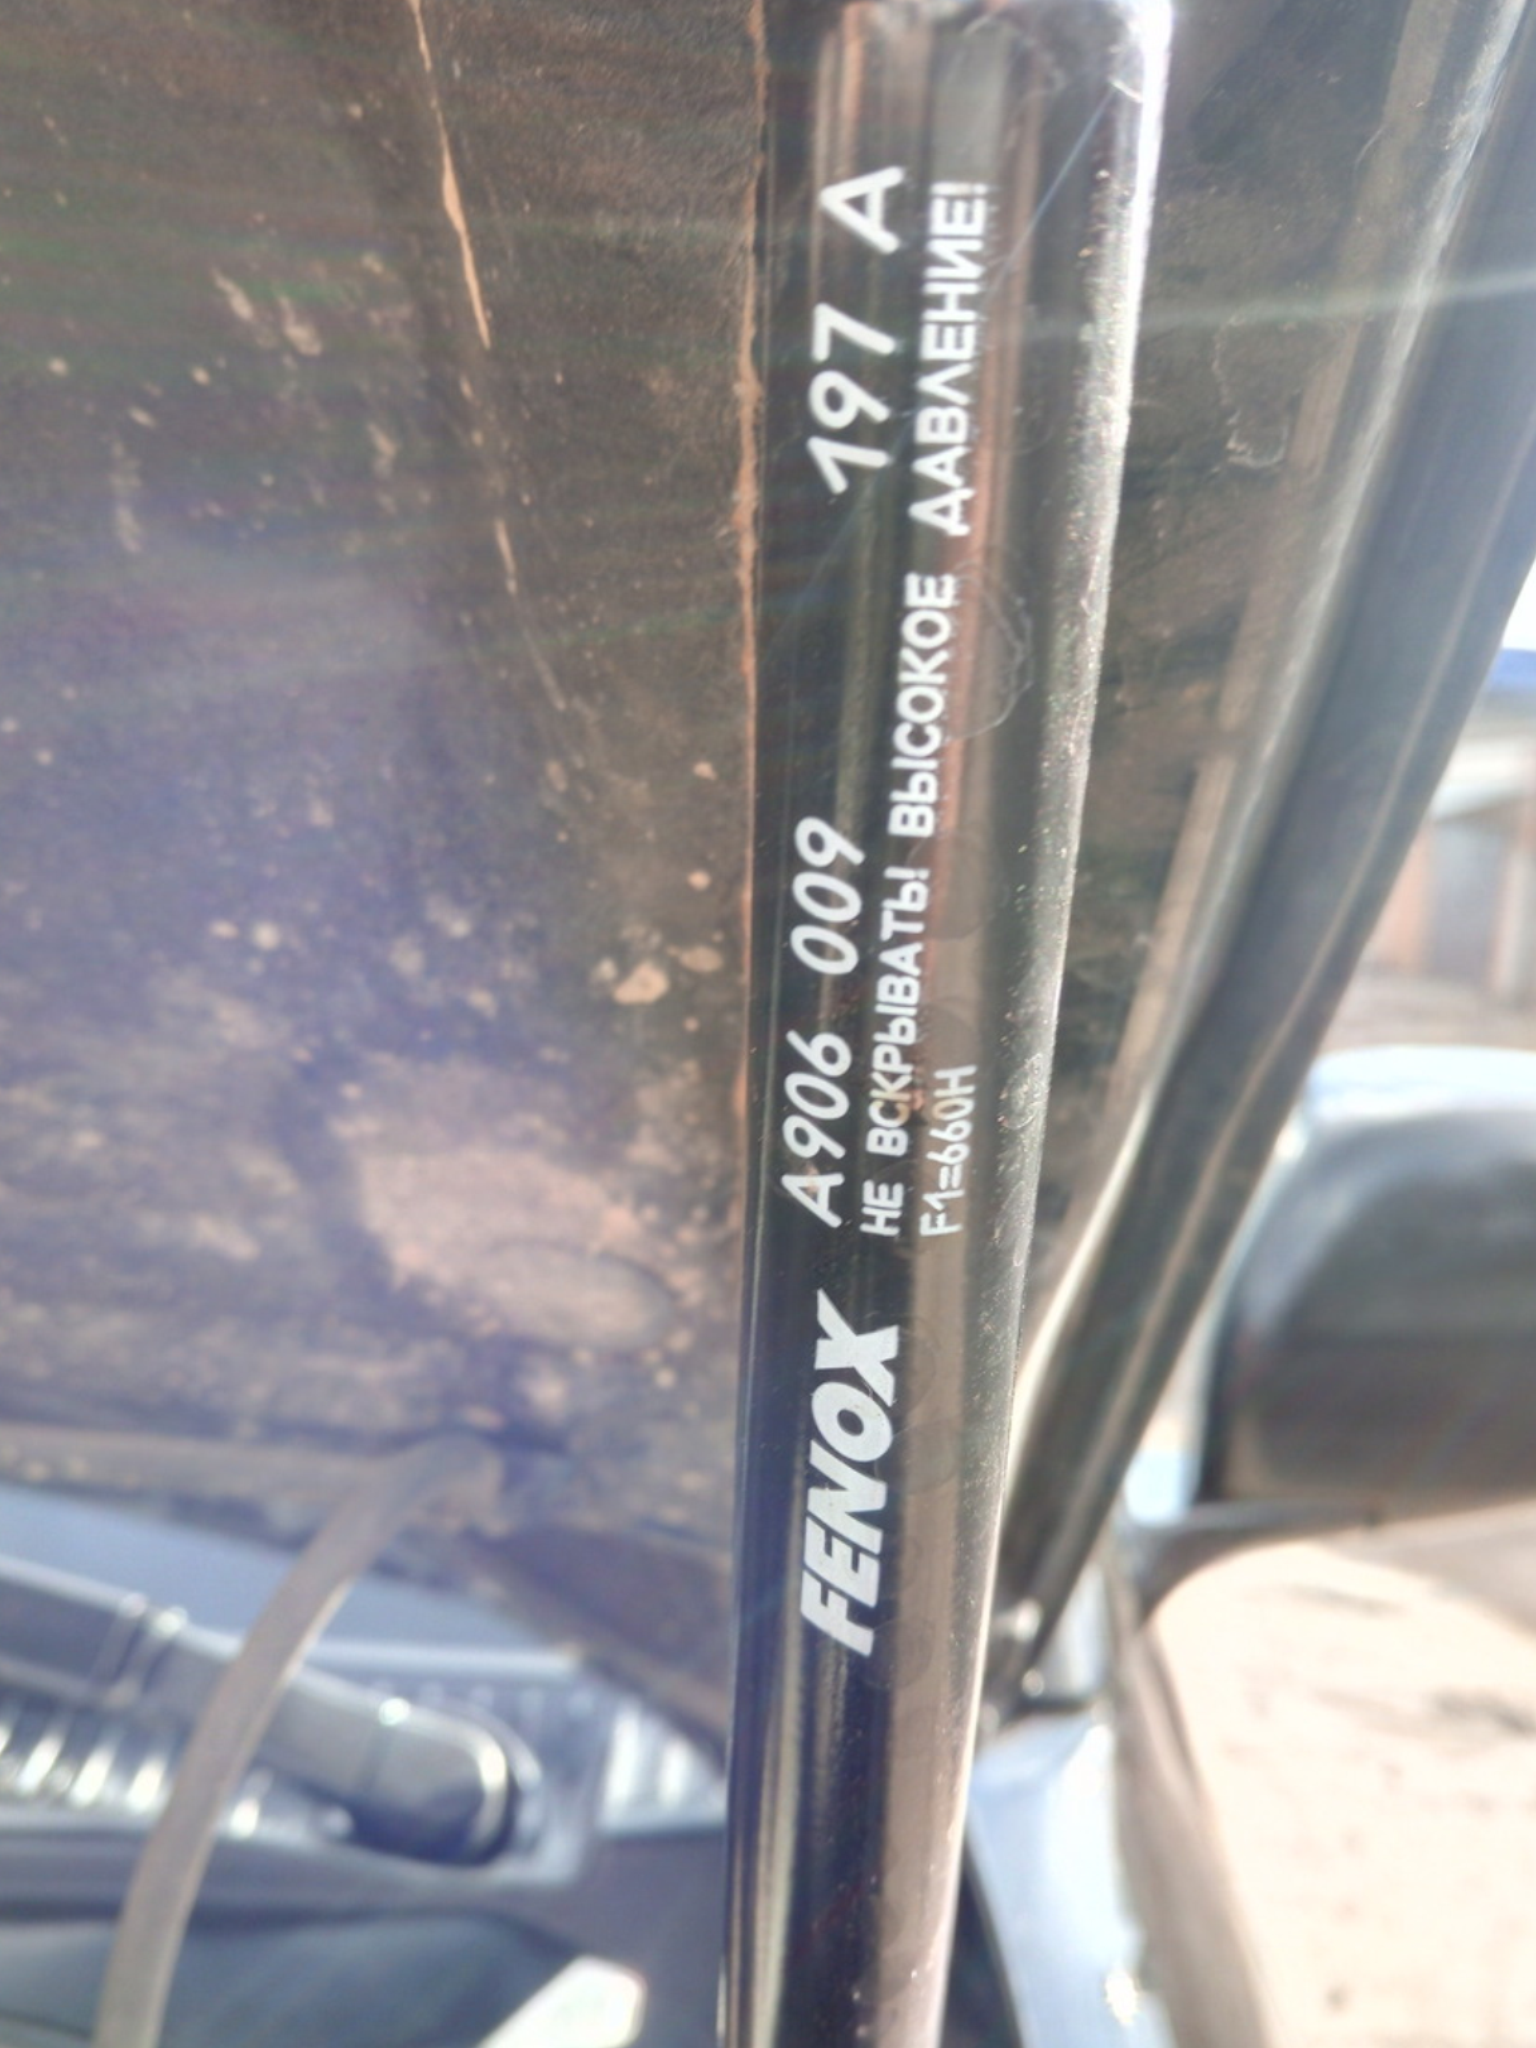 FENOX A906 009 197 A
НЕ ВСКРЫВАТЬ! ВЫСОКОЕ ДАВЛЕНИЕ!
F1=660H